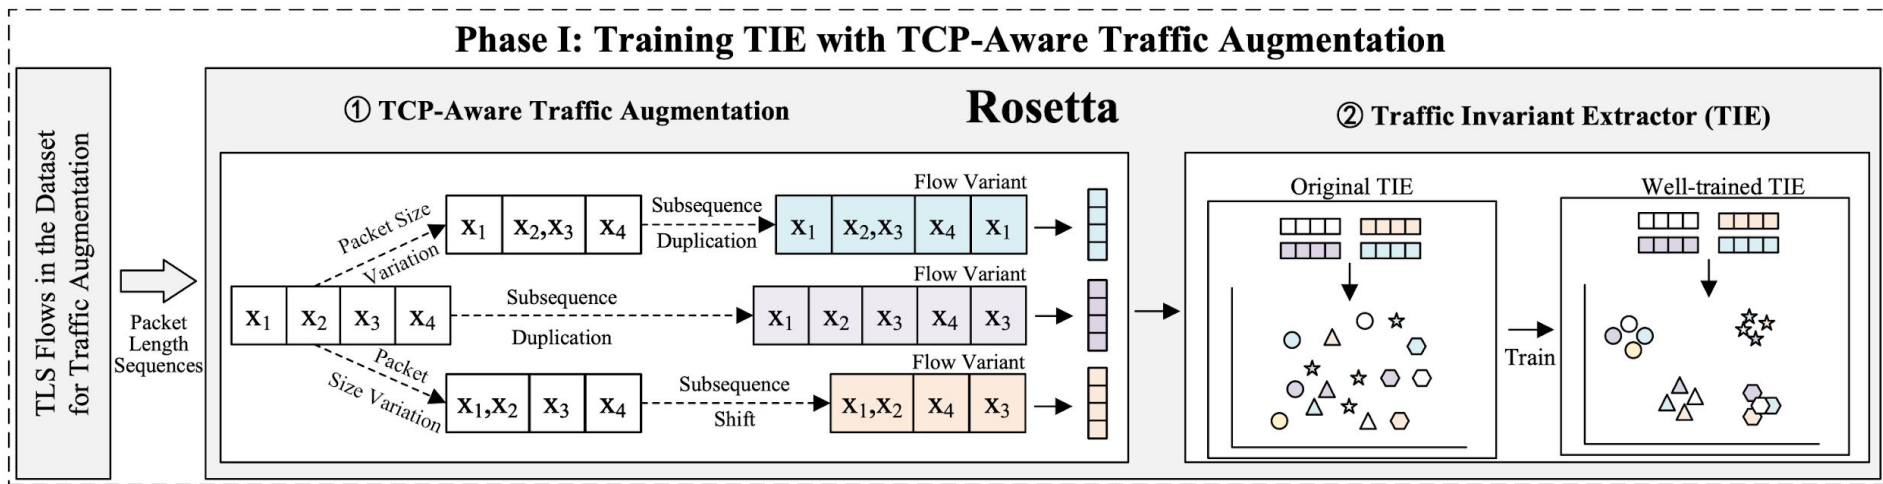 Phase I: Training TIE with TCP-Aware Traffic Augmentation
TLS Flows in the Dataset
for Traffic Augmentation
Packet
Length
Sequences
① TCP-Aware Traffic Augmentation
Rosetta
② Traffic Invariant Extractor (TIE)
Packet Size
Variation
x₁ x₂,x₃ x₄
Subsequence
Duplication
Flow Variant
x₁ x₂,x₃ x₄ x₁
x₁ x₂ x₃ x₄
Subsequence
Duplication
Flow Variant
x₁ x₂ x₃ x₄ x₃
Packet
Size Variation
x₁,x₂ x₃ x₄
Subsequence
Shift
Flow Variant
x₁,x₂ x₄ x₃
Original TIE
Train
Well-trained TIE